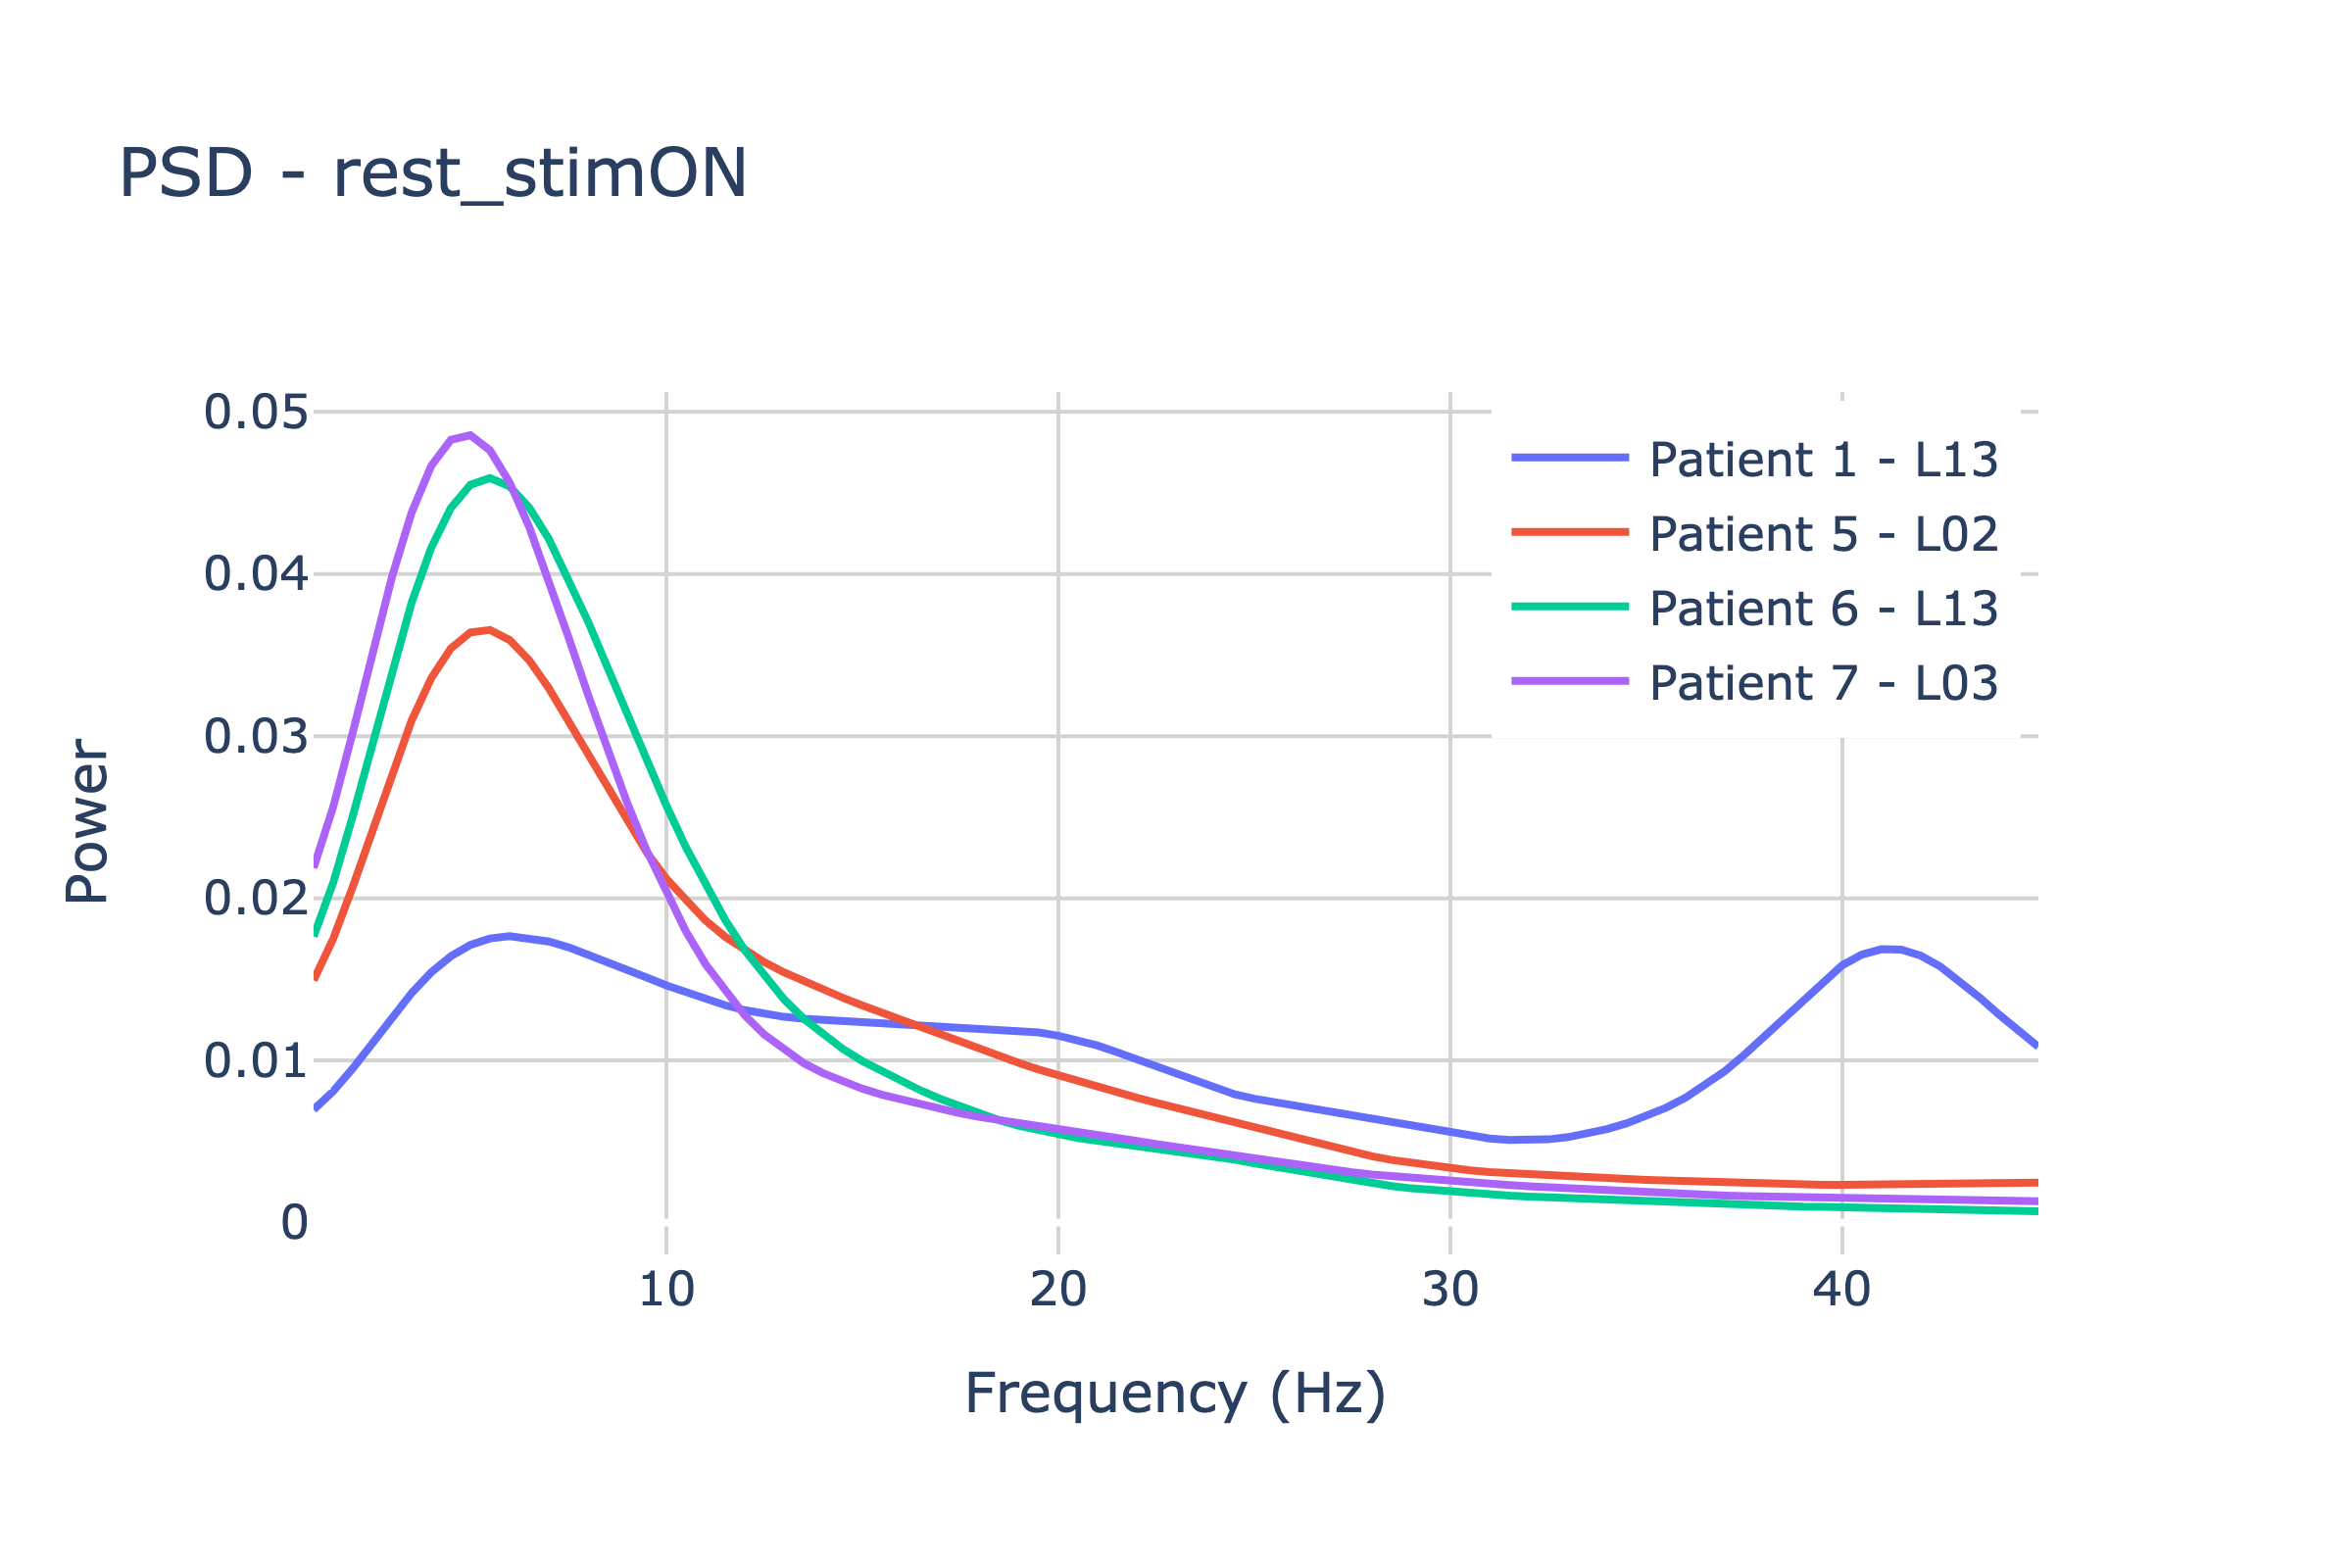 PSD - rest_stimON
0.05
0.04
0.03
0.02
0.01
0
Power
10
20
30
40
Frequency (Hz)
Patient 1 - L13
Patient 5 - L02
Patient 6 - L13
Patient 7 - L03